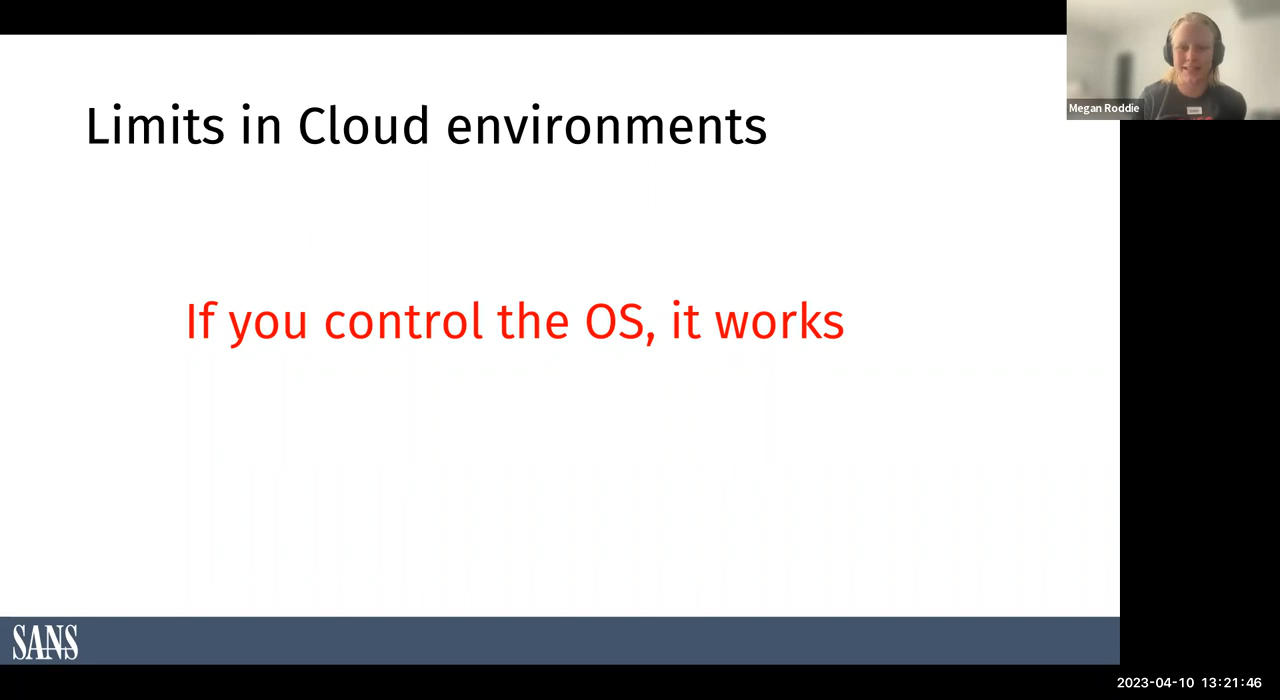 Megan Roddie
Limits in Cloud environments
If you control the OS, it works
SANS
2023-04-10 13:21:46